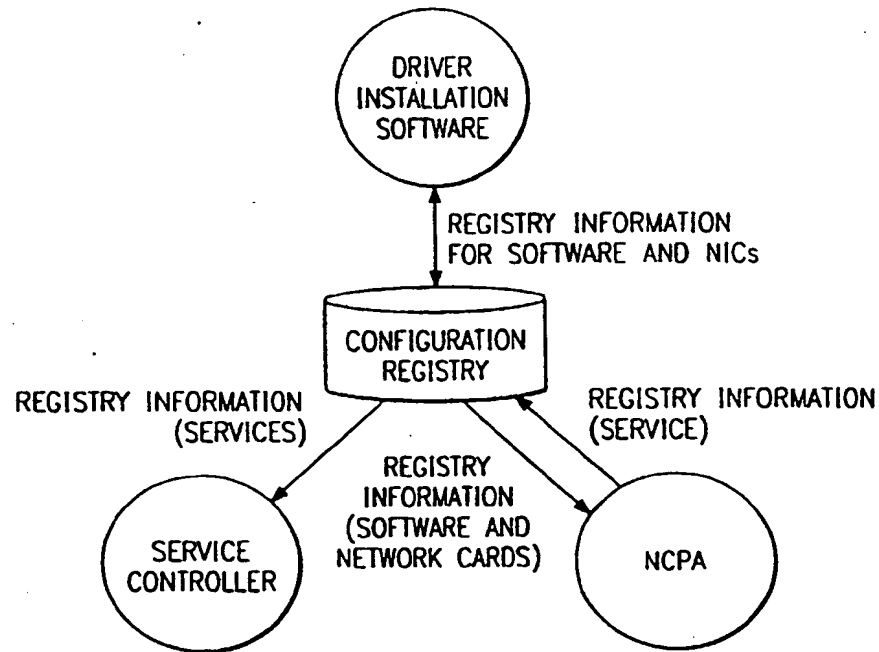 DRIVER
INSTALLATION
SOFTWARE
REGISTRY INFORMATION
FOR SOFTWARE AND NICs
CONFIGURATION
REGISTRY
REGISTRY INFORMATION
(SERVICES)
REGISTRY INFORMATION
(SERVICE)
REGISTRY
INFORMATION
(SOFTWARE AND
NETWORK CARDS)
SERVICE
CONTROLLER
NCPA